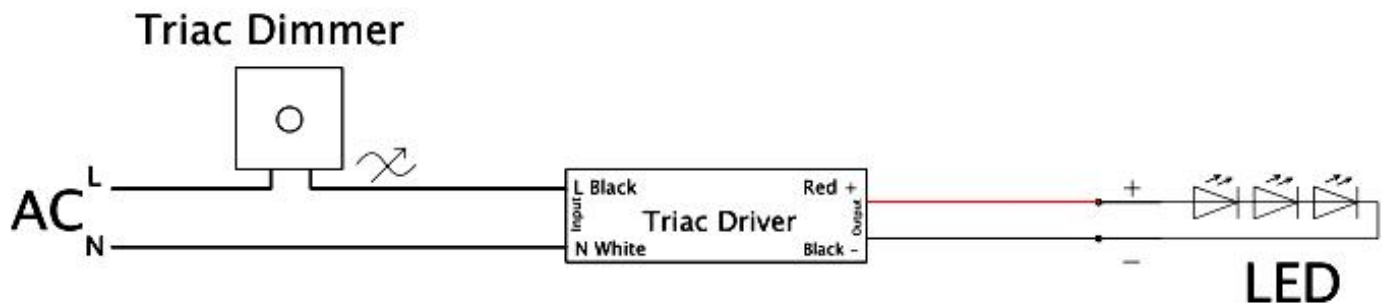 Triac Dimmer
AC
L
N
L Black
N White
Input
Triac Driver
Red +
Black -
Output
+
−
LED